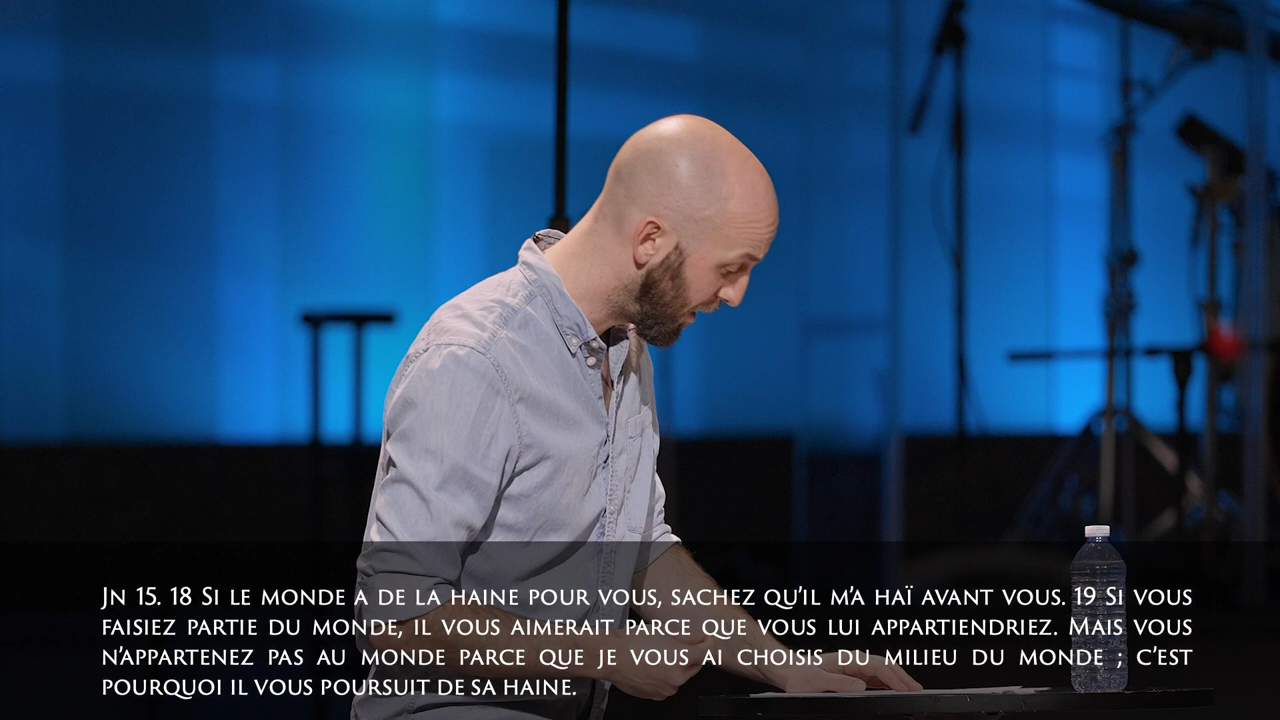 Jn 15. 18 Si le monde a de la haine pour vous, sachez qu'il m'a haï avant vous. 19 Si vous
faisiez partie du monde, il vous aimerait parce que vous lui appartiendriez. Mais vous
n'appartenez pas au monde parce que je vous ai choisis du milieu du monde ; c'est
pourquoi il vous poursuit de sa haine.